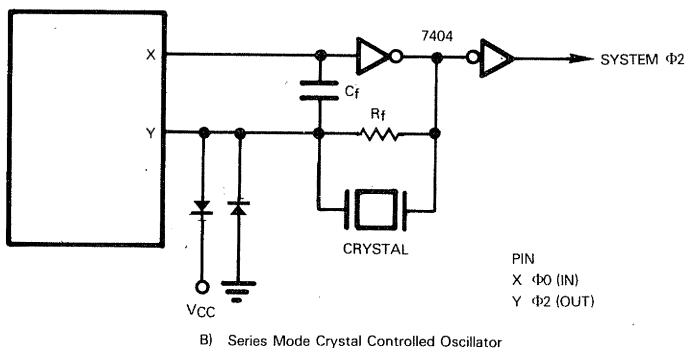 X
7404
SYSTEM Φ2
Cf
Rf
Y
CRYSTAL
VCC
PIN
X Φ0 (IN)
Y Φ2 (OUT)
B) Series Mode Crystal Controlled Oscillator